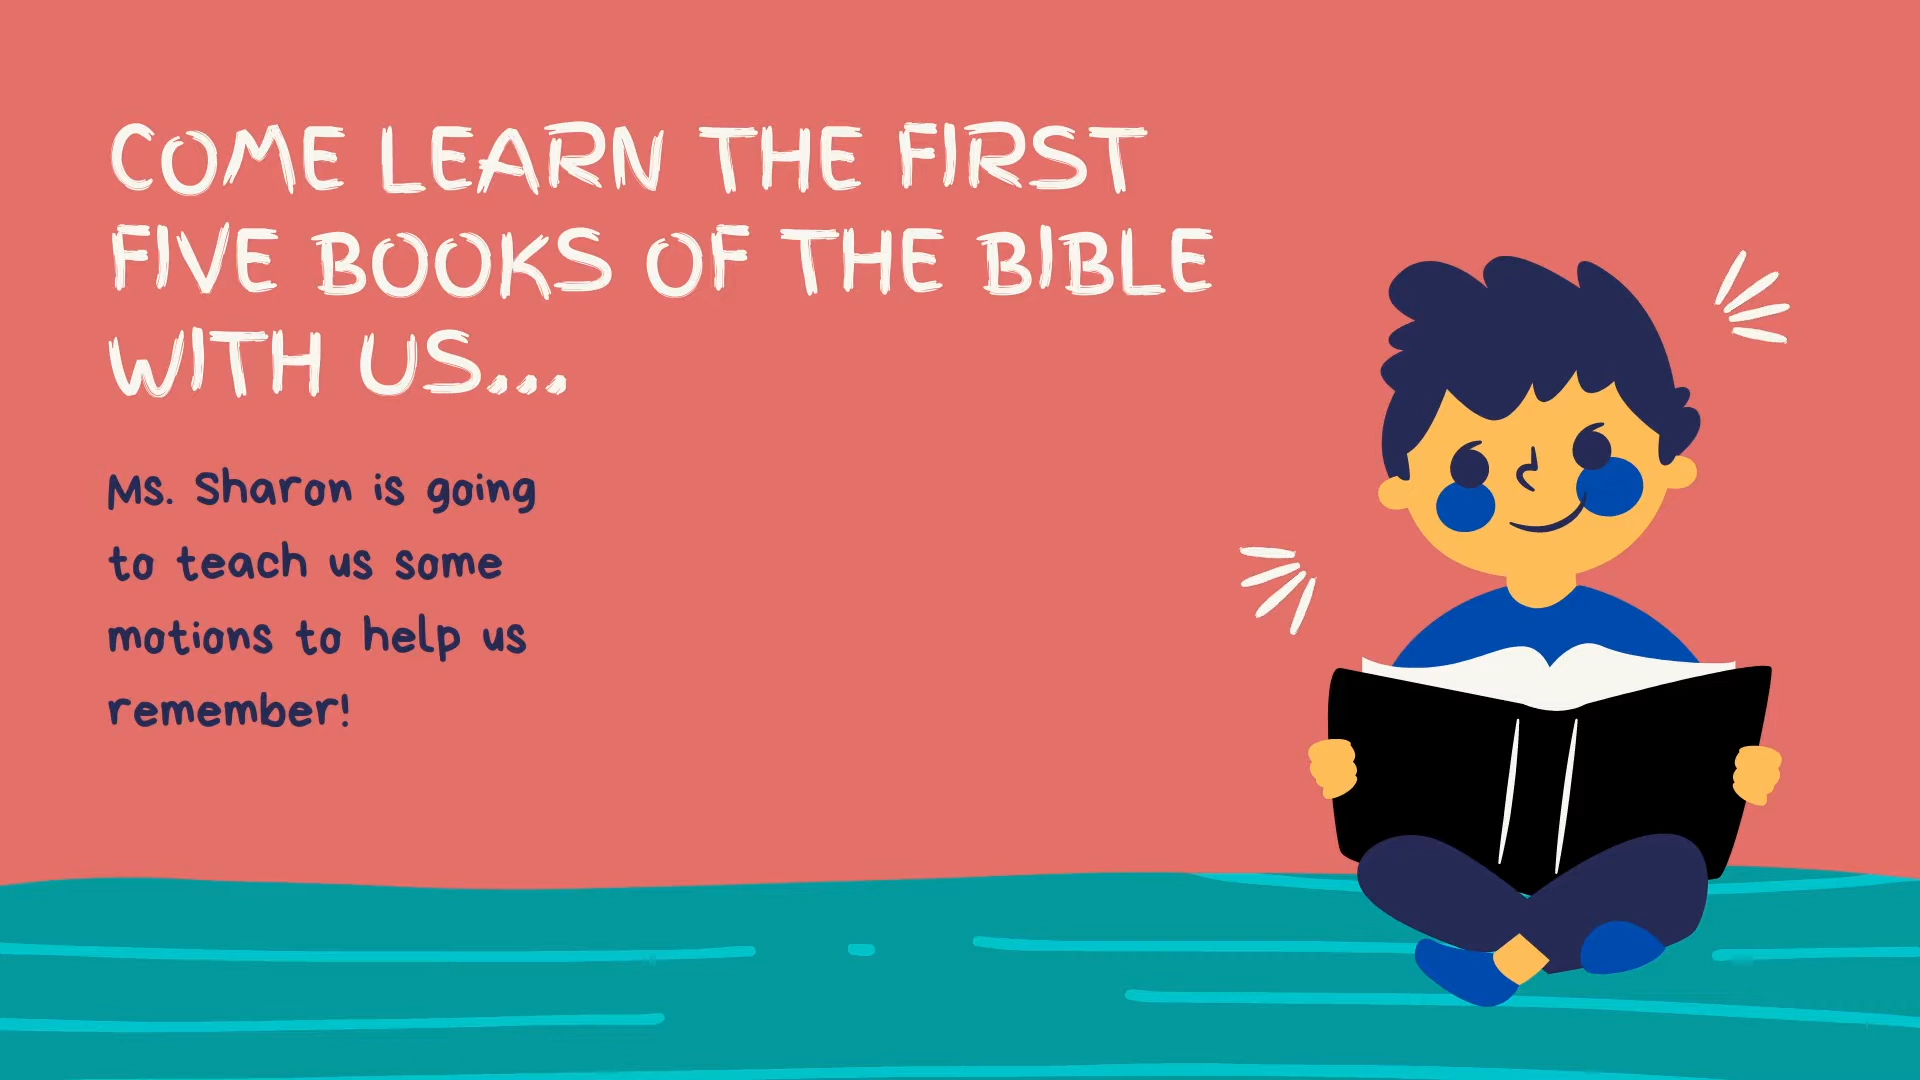 COME LEARN THE FIRST
FIVE BOOKS OF THE BIBLE
WITH US...
Ms. Sharon is going
to teach us some
motions to help us
remember!